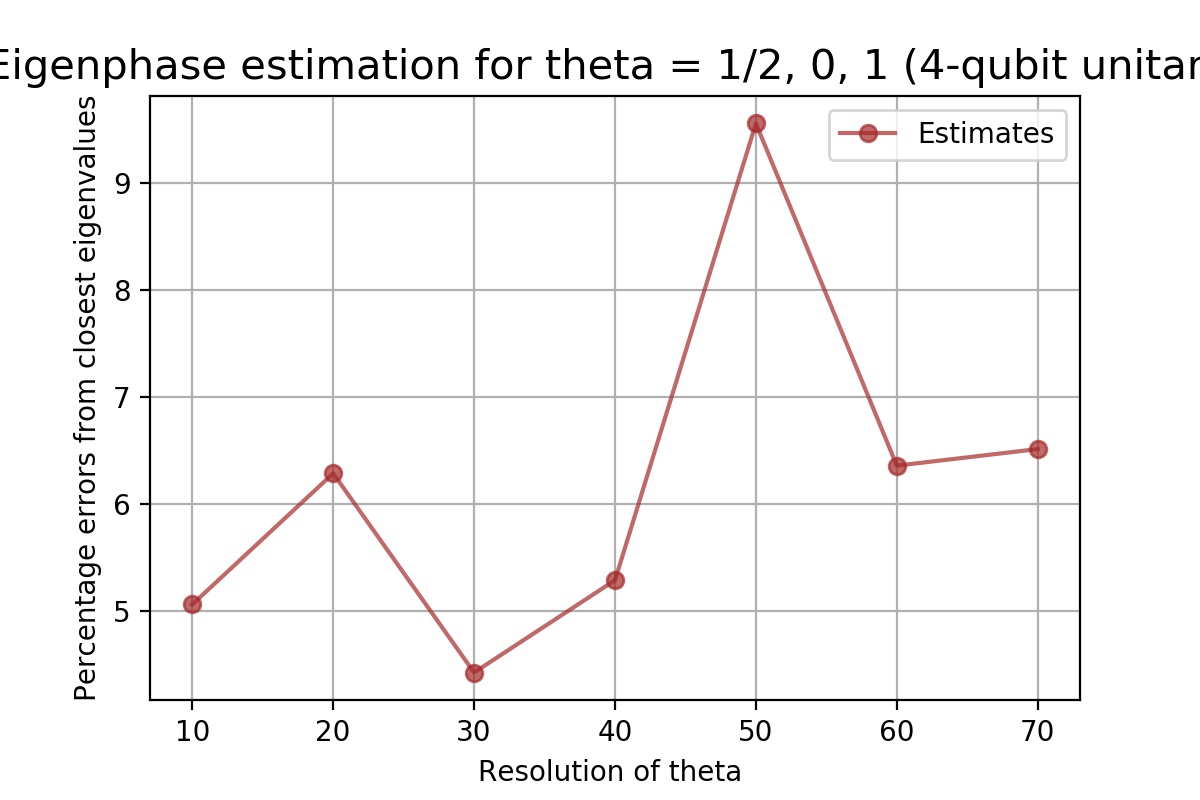 Eigenphase estimation for theta = 1/2, 0, 1 (4-qubit unitar
Estimates
Percentage errors from closest eigenvalues
9
8
7
6
5
10 20 30 40 50 60 70
Resolution of theta